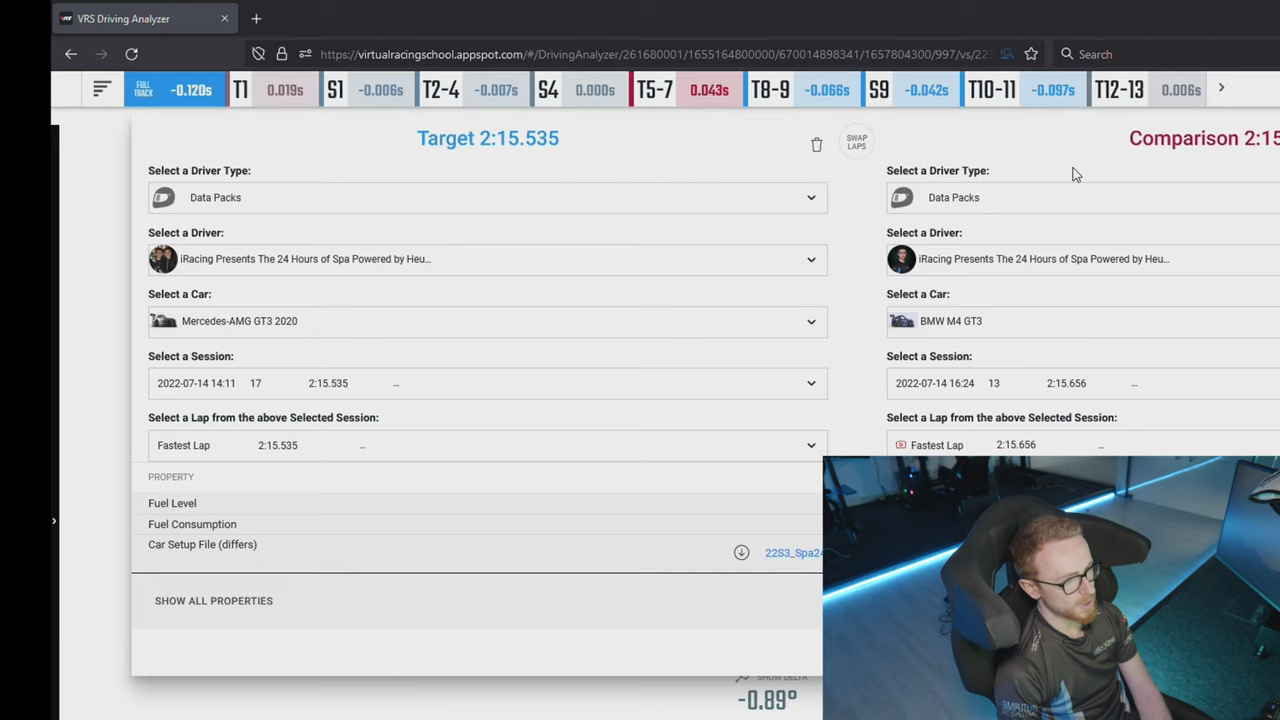 VRS Driving Analyzer
https://virtualracingschool.appspot.com/#/DrivingAnalyzer/261680001/1655164800000/670014898341/1657804300/997/vs/22
Search
FULL TRACK -0.120s T1 0.019s S1 -0.006s T2-4 -0.007s S4 0.000s T5-7 0.043s T8-9 -0.066s S9 -0.042s T10-11 -0.097s T12-13 0.006s
Target 2:15.535
SWAP LAPS
Comparison 2:15
Select a Driver Type:
Select a Driver Type:
Data Packs
Data Packs
Select a Driver:
Select a Driver:
iRacing Presents The 24 Hours of Spa Powered by Heu...
iRacing Presents The 24 Hours of Spa Powered by Heu...
Select a Car:
Select a Car:
Mercedes-AMG GT3 2020
BMW M4 GT3
Select a Session:
Select a Session:
2022-07-14 14:11 17 2:15.535 ...
2022-07-14 16:24 13 2:15.656 ...
Select a Lap from the above Selected Session:
Select a Lap from the above Selected Session:
Fastest Lap 2:15.535 ...
Fastest Lap 2:15.656 ...
PROPERTY
Fuel Level
Fuel Consumption
Car Setup File (differs)
22S3_Spa24
SHOW ALL PROPERTIES
SHOW DELTA
-0.89°